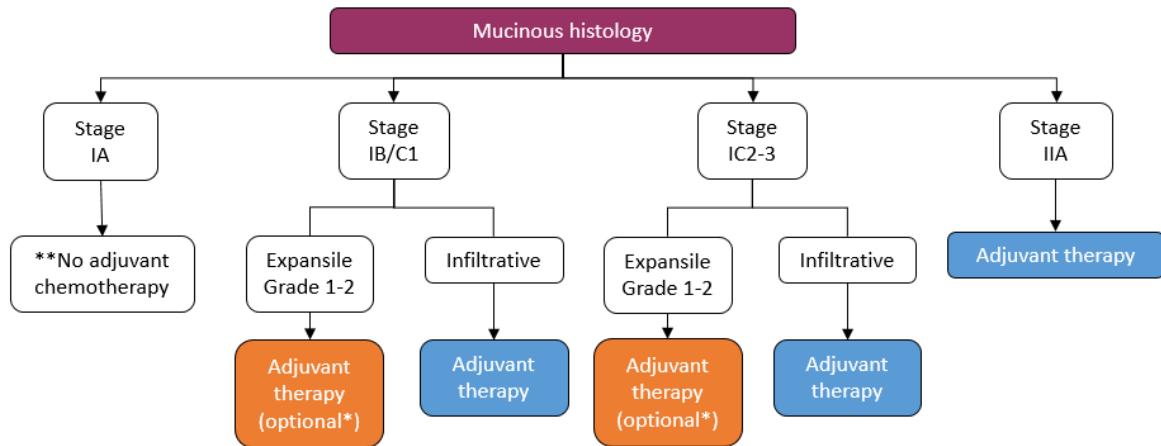 Mucinous histology
Stage
IA
Stage
IB/C1
Stage
IC2-3
Stage
IIA
**No adjuvant
chemotherapy
Expansile
Grade 1-2
Infiltrative
Expansile
Grade 1-2
Infiltrative
Adjuvant therapy
Adjuvant
therapy
(optional*)
Adjuvant
therapy
Adjuvant
therapy
(optional*)
Adjuvant
therapy